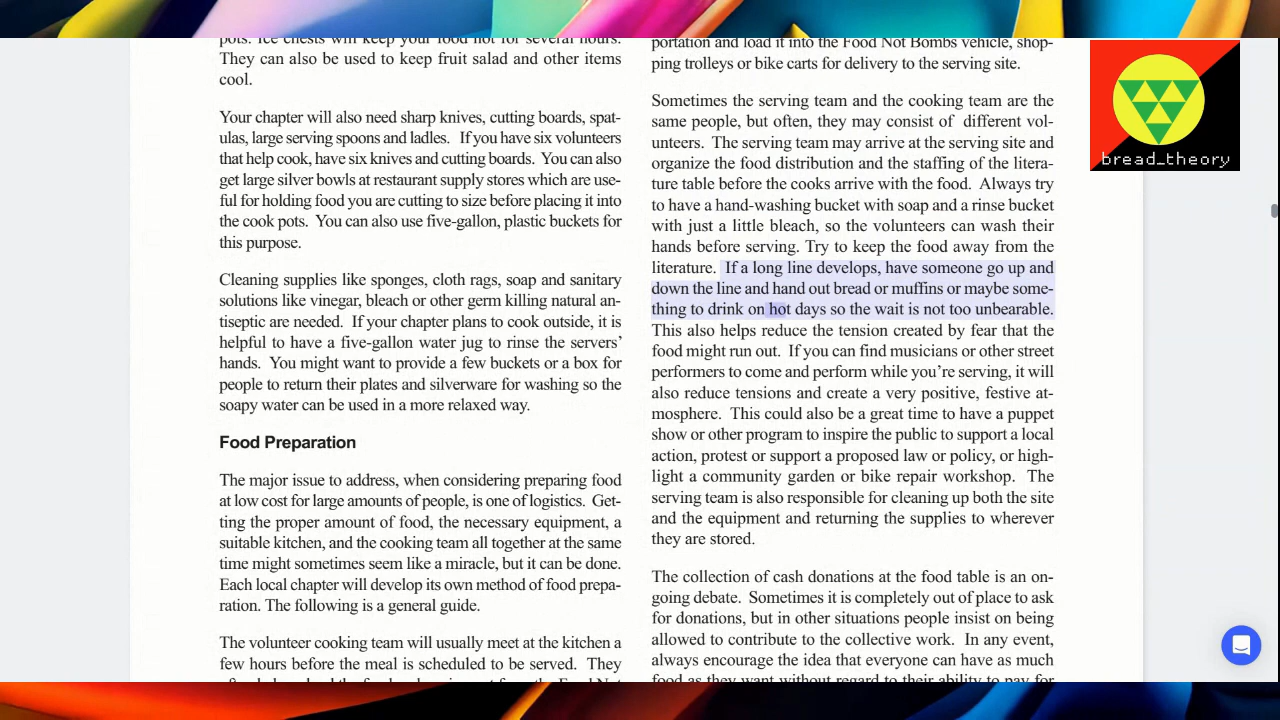 pots. Ice chests will keep your food hot for several hours.
They can also be used to keep fruit salad and other items
cool.
Your chapter will also need sharp knives, cutting boards, spat-
ulas, large serving spoons and ladles. If you have six volunteers
that help cook, have six knives and cutting boards. You can also
get large silver bowls at restaurant supply stores which are use-
ful for holding food you are cutting to size before placing it into
the cook pots. You can also use five-gallon, plastic buckets for
this purpose.
Cleaning supplies like sponges, cloth rags, soap and sanitary
solutions like vinegar, bleach or other germ killing natural an-
tiseptic are needed. If your chapter plans to cook outside, it is
helpful to have a five-gallon water jug to rinse the servers’
hands. You might want to provide a few buckets or a box for
people to return their plates and silverware for washing so the
soapy water can be used in a more relaxed way.
Food Preparation
The major issue to address, when considering preparing food
at low cost for large amounts of people, is one of logistics. Get-
ting the proper amount of food, the necessary equipment, a
suitable kitchen, and the cooking team all together at the same
time might sometimes seem like a miracle, but it can be done.
Each local chapter will develop its own method of food prepa-
ration. The following is a general guide.
The volunteer cooking team will usually meet at the kitchen a
few hours before the meal is scheduled to be served. They
portation and load it into the Food Not Bombs vehicle, shop-
ping trolleys or bike carts for delivery to the serving site.
Sometimes the serving team and the cooking team are the
same people, but often, they may consist of different vol-
unteers. The serving team may arrive at the serving site and
organize the food distribution and the staffing of the litera-
ture table before the cooks arrive with the food. Always try
to have a hand-washing bucket with soap and a rinse bucket
with just a little bleach, so the volunteers can wash their
hands before serving. Try to keep the food away from the
literature. If a long line develops, have someone go up and
down the line and hand out bread or muffins or maybe some-
thing to drink on hot days so the wait is not too unbearable.
This also helps reduce the tension created by fear that the
food might run out. If you can find musicians or other street
performers to come and perform while you’re serving, it will
also reduce tensions and create a very positive, festive at-
mosphere. This could also be a great time to have a puppet
show or other program to inspire the public to support a local
action, protest or support a proposed law or policy, or high-
light a community garden or bike repair workshop. The
serving team is also responsible for cleaning up both the site
and the equipment and returning the supplies to wherever
they are stored.
The collection of cash donations at the food table is an on-
going debate. Sometimes it is completely out of place to ask
for donations, but in other situations people insist on being
allowed to contribute to the collective work. In any event,
always encourage the idea that everyone can have as much
food as they want without regard to their ability to pay for
bread_theory